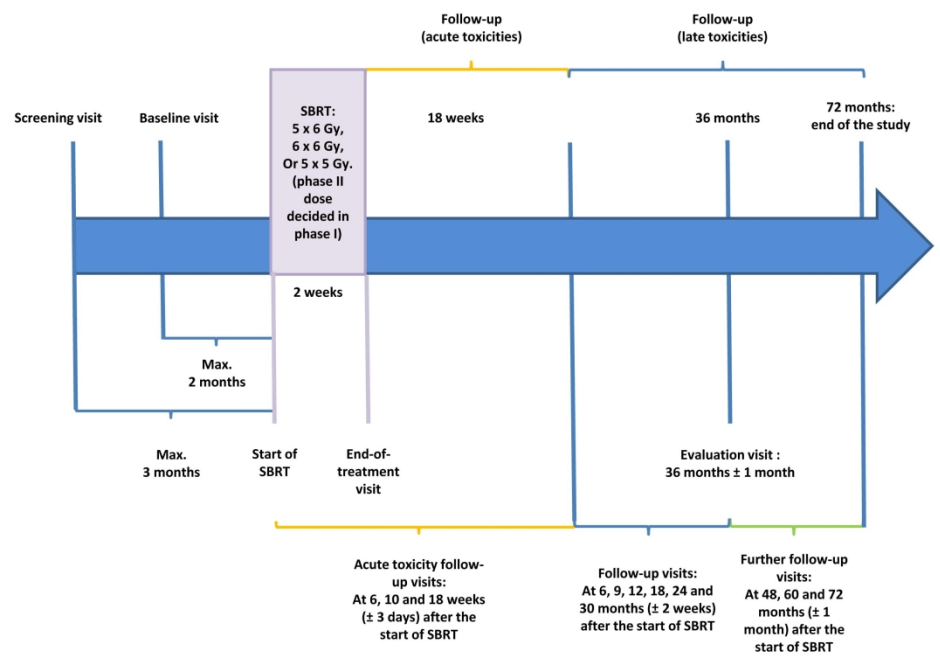 Follow-up
(acute toxicities)
Follow-up
(late toxicities)
Screening visit
Baseline visit
SBRT:
5 x 6 Gy,
6 x 6 Gy,
Or 5 x 5 Gy.
(phase II
dose
decided in
phase I)
18 weeks
36 months
72 months:
end of the study
2 weeks
Max.
2 months
Max.
3 months
Start of
SBRT
End-of-
treatment
visit
Evaluation visit :
36 months ± 1 month
Acute toxicity follow-
up visits:
At 6, 10 and 18 weeks
(± 3 days) after the
start of SBRT
Follow-up visits:
At 6, 9, 12, 18, 24 and
30 months (± 2 weeks)
after the start of SBRT
Further follow-up
visits:
At 48, 60 and 72
months (± 1
month) after the
start of SBRT